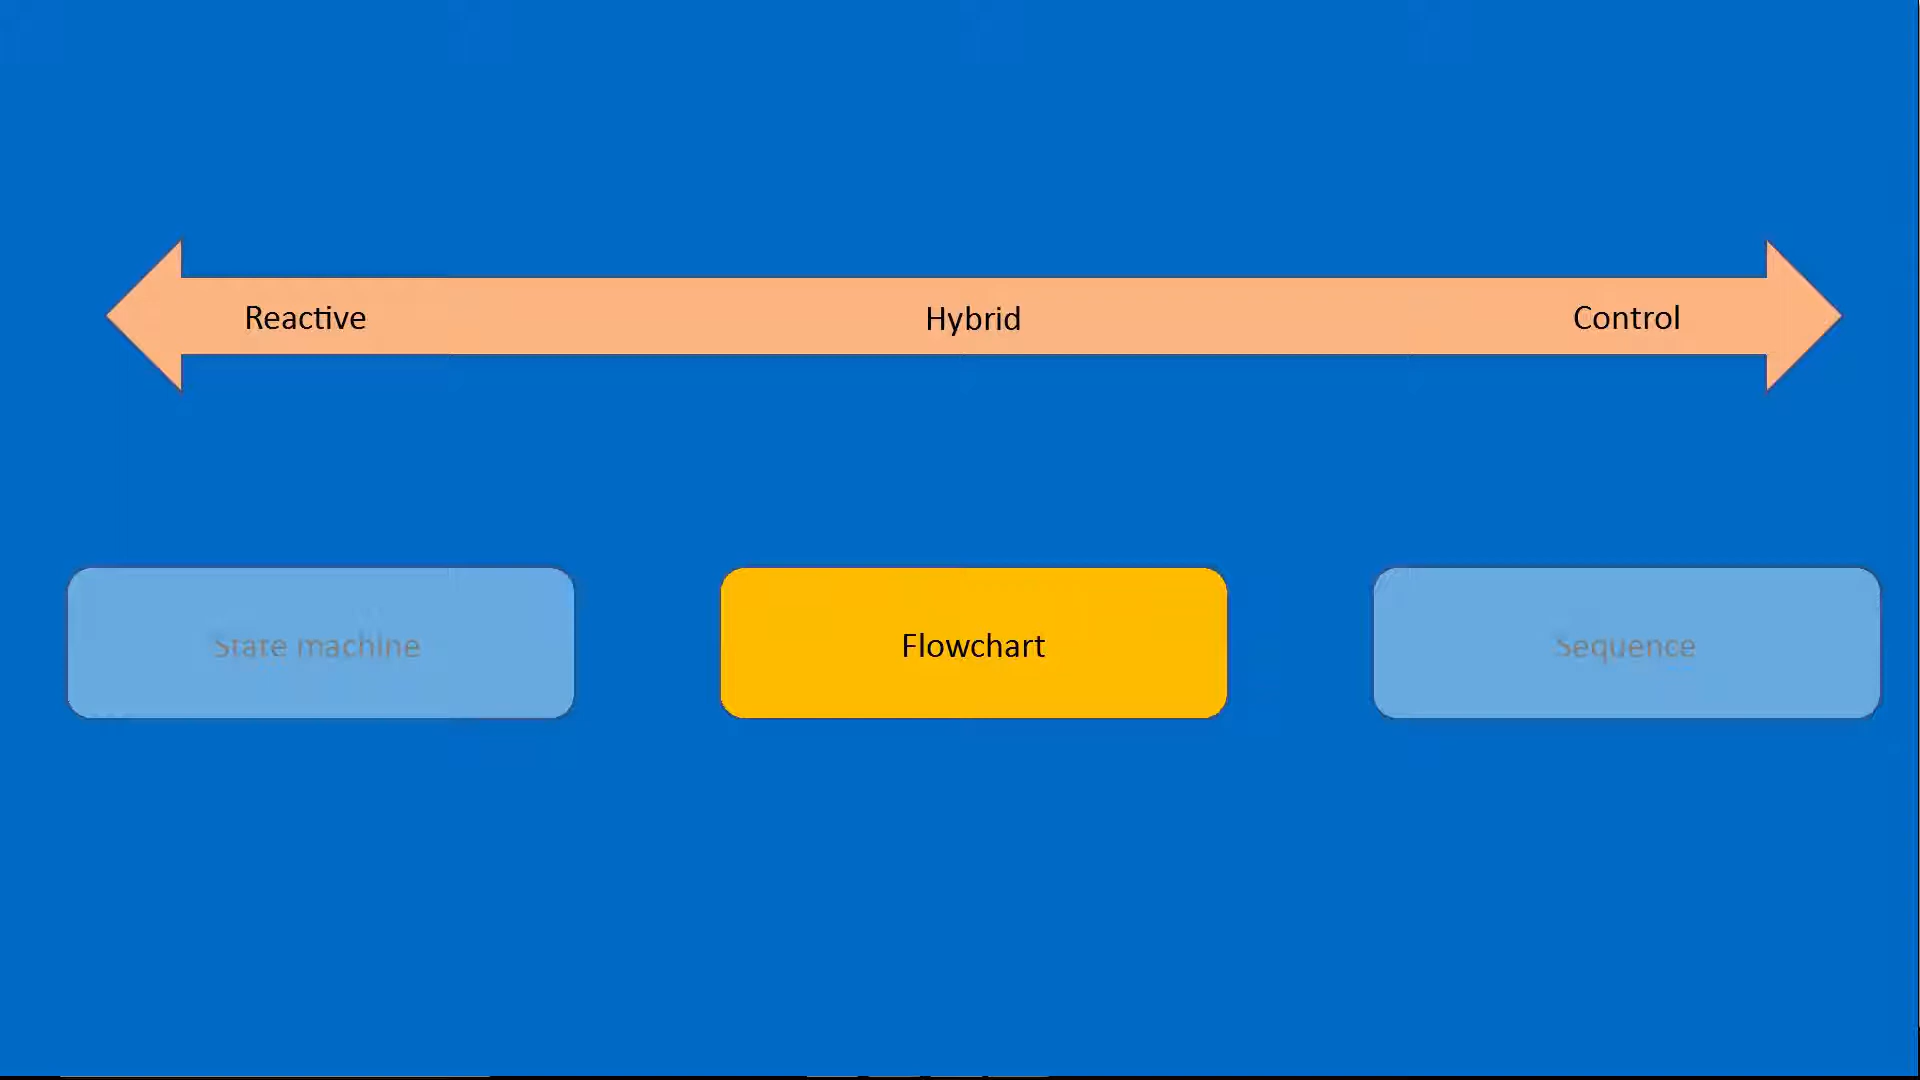 Reactive
Hybrid
Control
State machine
Flowchart
Sequence